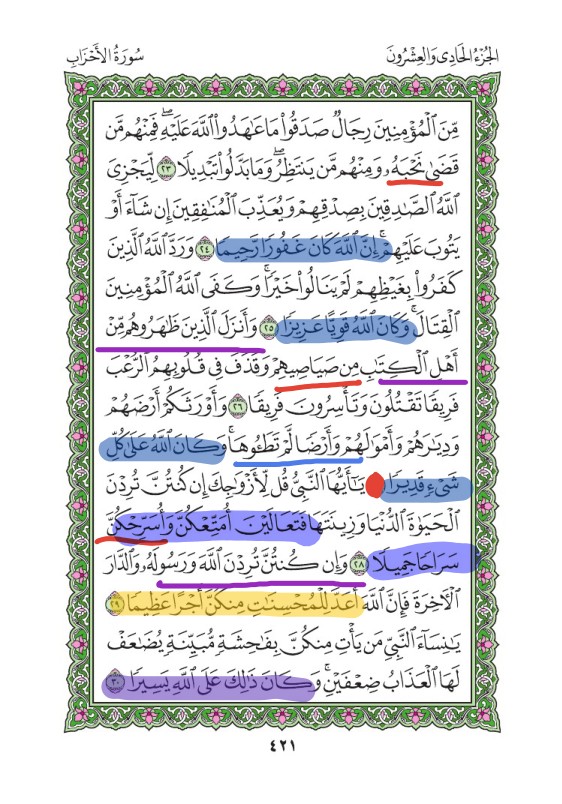 الجُزْءُ الحَادِى وَالعِشْرُونَ
سُورَةُ الأَحْزَابِ
مِّنَ ٱلْمُؤْمِنِينَ رِجَالٌ صَدَقُوا۟ مَا عَٰهَدُوا۟ ٱللَّهَ عَلَيْهِ ۖ فَمِنْهُم مَّن
قَضَىٰ نَحْبَهُۥ وَمِنْهُم مَّن يَنتَظِرُ ۖ وَمَا بَدَّلُوا۟ تَبْدِيلًا ٢٣ لِّيَجْزِىَ
ٱللَّهُ ٱلصَّٰدِقِينَ بِصِدْقِهِمْ وَيُعَذِّبَ ٱلْمُنَٰفِقِينَ إِن شَآءَ أَوْ
يَتُوبَ عَلَيْهِمْ ۚ إِنَّ ٱللَّهَ كَانَ غَفُورًا رَّحِيمًا ٢٤ وَرَدَّ ٱللَّهُ ٱلَّذِينَ
كَفَرُوا۟ بِغَيْظِهِمْ لَمْ يَنَالُوا۟ خَيْرًا ۚ وَكَفَى ٱللَّهُ ٱلْمُؤْمِنِينَ
ٱلْقِتَالَ ۚ وَكَانَ ٱللَّهُ قَوِيًّا عَزِيزًا ٢٥ وَأَنزَلَ ٱلَّذِينَ ظَٰهَرُوهُم مِّنْ
أَهْلِ ٱلْكِتَٰبِ مِن صَيَاصِيهِمْ وَقَذَفَ فِى قُلُوبِهِمُ ٱلرُّعْبَ
فَرِيقًا تَقْتُلُونَ وَتَأْسِرُونَ فَرِيقًا ٢٦ وَأَوْرَثَكُمْ أَرْضَهُمْ
وَدِيَٰرَهُمْ وَأَمْوَٰلَهُمْ وَأَرْضًا لَّمْ تَطَـُٔوهَا ۚ وَكَانَ ٱللَّهُ عَلَىٰ كُلِّ
شَىْءٍ قَدِيرًا يَٰٓأَيُّهَا ٱلنَّبِىُّ قُل لِّأَزْوَٰجِكَ إِن كُنتُنَّ تُرِدْنَ
ٱلْحَيَوٰةَ ٱلدُّنْيَا وَزِينَتَهَا فَتَعَالَيْنَ أُمَتِّعْكُنَّ وَأُسَرِّحْكُنَّ
سَرَاحًا جَمِيلًا ٢٨ وَإِن كُنتُنَّ تُرِدْنَ ٱللَّهَ وَرَسُولَهُۥ وَٱلدَّارَ
ٱلْءَاخِرَةَ فَإِنَّ ٱللَّهَ أَعَدَّ لِلْمُحْسِنَٰتِ مِنكُنَّ أَجْرًا عَظِيمًا ٢٩
يَٰنِسَآءَ ٱلنَّبِىِّ مَن يَأْتِ مِنكُنَّ بِفَٰحِشَةٍ مُّبَيِّنَةٍ يُضَٰعَفْ
لَهَا ٱلْعَذَابُ ضِعْفَيْنِ ۚ وَكَانَ ذَٰلِكَ عَلَى ٱللَّهِ يَسِيرًا ٣٠
٤٢١